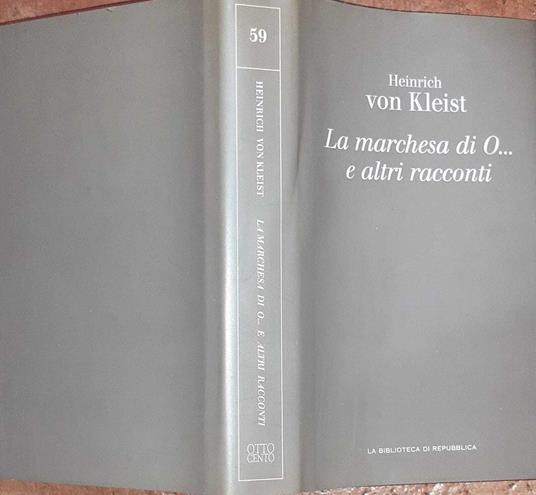 59
HEINRICH VON KLEIST
LA MARCHESA DI O... E ALTRI RACCONTI
OTTO
CENTO
Heinrich
von Kleist
La marchesa di O...
e altri racconti
LA BIBLIOTECA DI REPUBBLICA